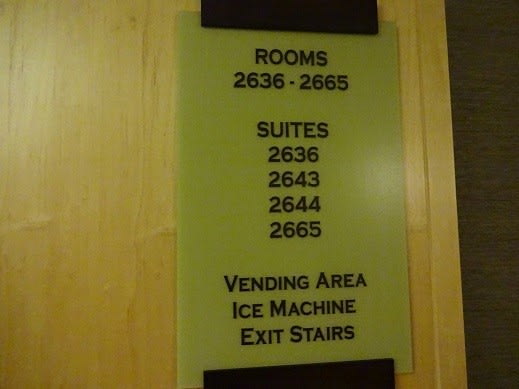 ROOMS
2636 - 2665
SUITES
2636
2643
2644
2665
VENDING AREA
ICE MACHINE
EXIT STAIRS